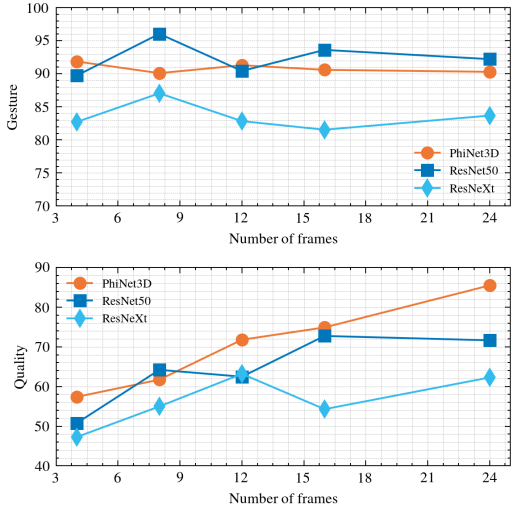 100
95
90
85
80
75
70
Gesture
PhiNet3D
ResNet50
ResNeXt
3 6 9 12 15 18 21 24
Number of frames
90
80
70
60
50
40
Quality
PhiNet3D
ResNet50
ResNeXt
3 6 9 12 15 18 21 24
Number of frames